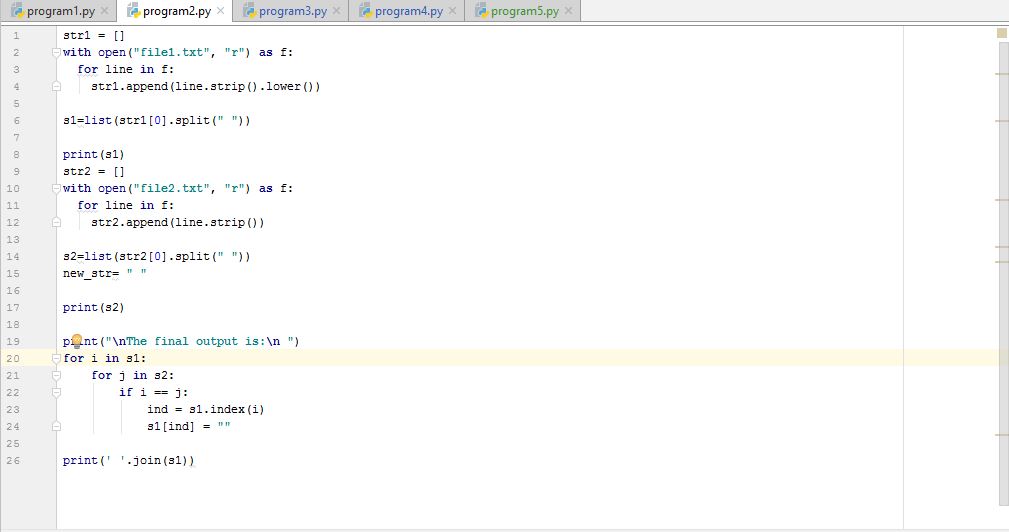 program1.py program2.py program3.py program4.py program5.py
1 str1 = []
2 with open("file1.txt", "r") as f:
3 for line in f:
4 str1.append(line.strip().lower())
5
6 s1=list(str1[0].split(" "))
7
8 print(s1)
9 str2 = []
10 with open("file2.txt", "r") as f:
11 for line in f:
12 str2.append(line.strip())
13
14 s2=list(str2[0].split(" "))
15 new_str= " "
16
17 print(s2)
18
19 print("\nThe final output is:\n ")
20 for i in s1:
21 for j in s2:
22 if i == j:
23 ind = s1.index(i)
24 s1[ind] = ""
25
26 print(' '.join(s1))